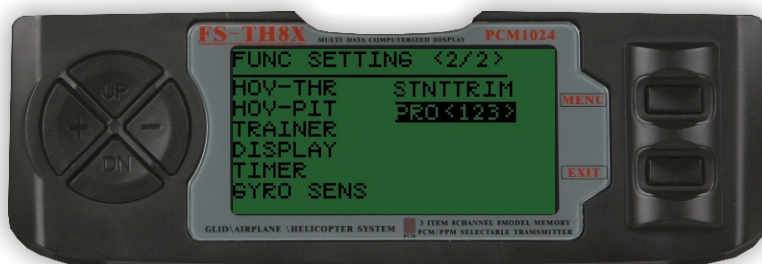 FS-TH8X MULTI DATA COMPUTERIZED DISPLAY PCM1024
FUNC SETTING <2/2>
HOV-THR STNTTRIM
HOV-PIT PRO<123>
TRAINER
DISPLAY
TIMER
GYRO SENS
UP
+ -
DN
MENU
EXIT
GLID\AIRPLANE \HELICOPTER SYSTEM
PCM
3 ITEM 8CHANNEL 8MODEL MEMORY
PCM/PPM SELECTABLE TRAMSMITTER